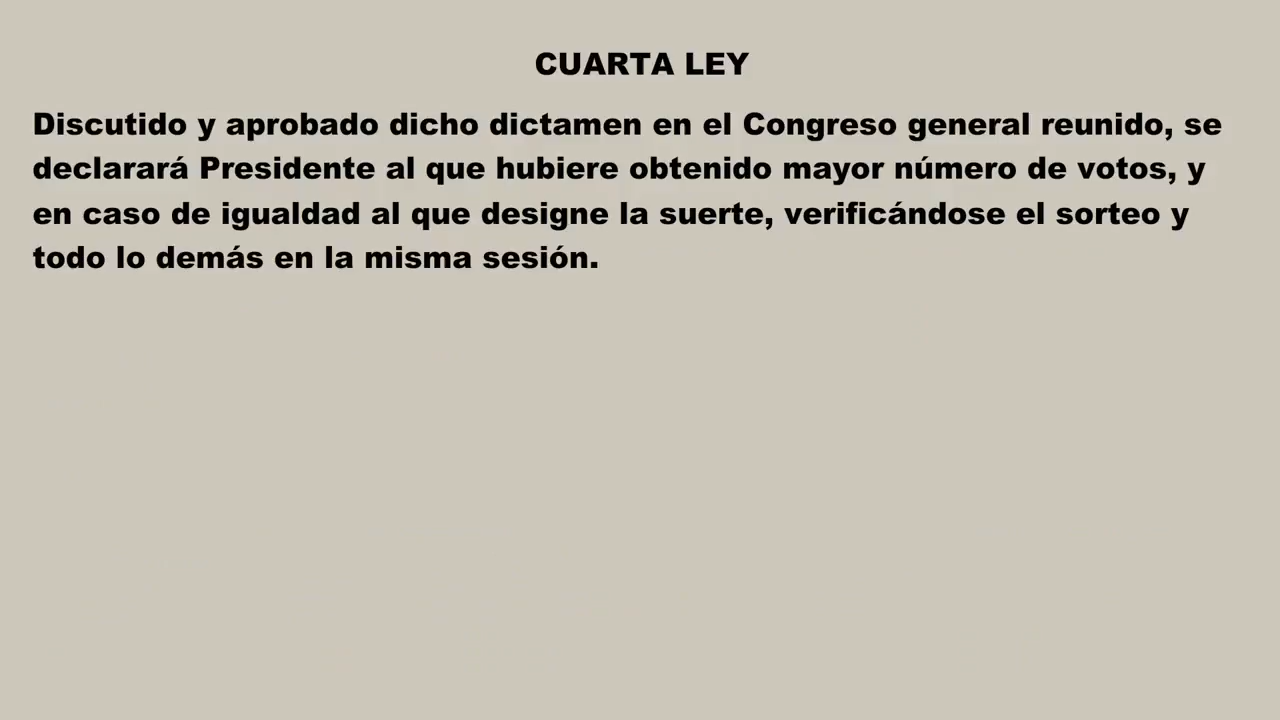 CUARTA LEY
Discutido y aprobado dicho dictamen en el Congreso general reunido, se
declarará Presidente al que hubiere obtenido mayor número de votos, y
en caso de igualdad al que designe la suerte, verificándose el sorteo y
todo lo demás en la misma sesión.